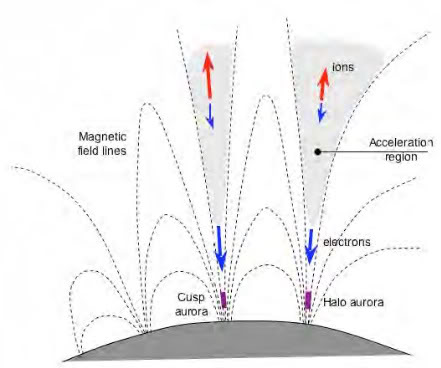 ions
Magnetic
field lines
Acceleration
region
electrons
Cusp
aurora
Halo aurora